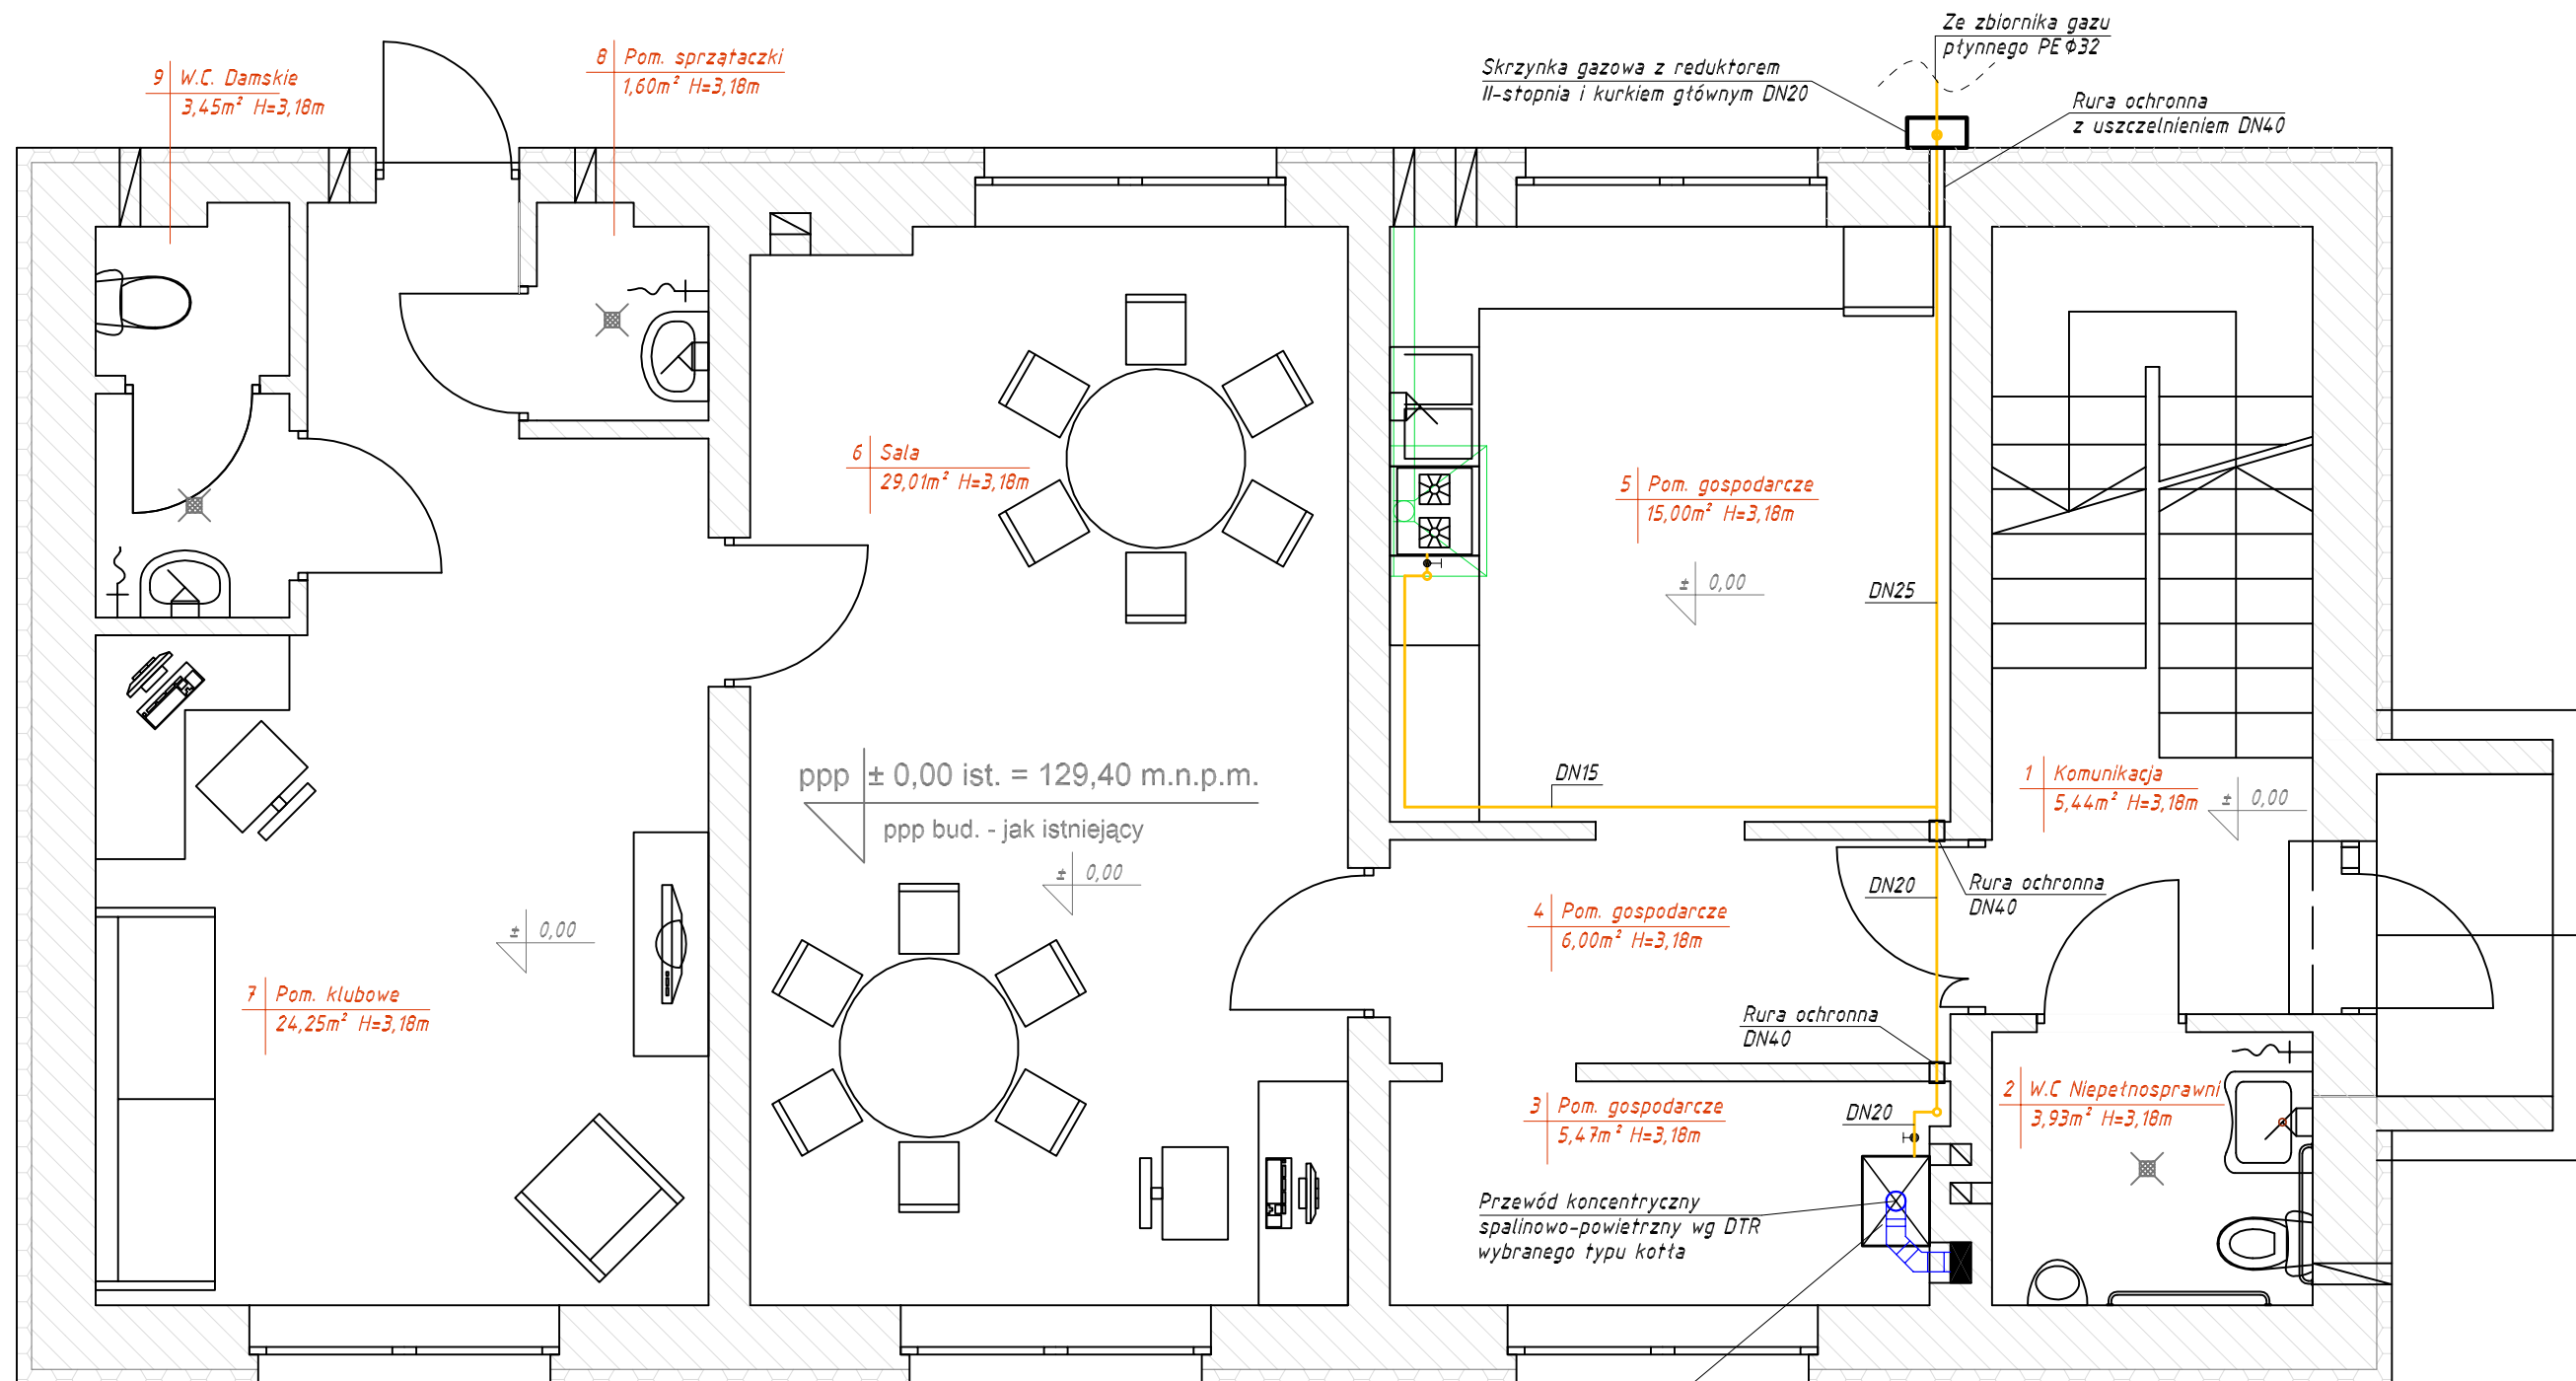 Ze zbiornika gazu
płynnego PE Φ32
Skrzynka gazowa z reduktorem
II-stopnia i kurkiem głównym DN20
Rura ochronna
z uszczelnieniem DN40
9 W.C. Damskie
3,45m² H=3,18m
8 Pom. sprzątaczki
1,60m² H=3,18m
6 Sala
29,01m² H=3,18m
5 Pom. gospodarcze
15,00m² H=3,18m
± 0,00
DN25
DN15
ppp ± 0,00 ist. = 129,40 m.n.p.m.
ppp bud. - jak istniejący
± 0,00
1 Komunikacja
5,44m² H=3,18m
± 0,00
DN20
Rura ochronna
DN40
4 Pom. gospodarcze
6,00m² H=3,18m
± 0,00
7 Pom. klubowe
24,25m² H=3,18m
Rura ochronna
DN40
2 W.C Niepełnosprawni
3,93m² H=3,18m
3 Pom. gospodarcze
5,47m² H=3,18m
DN20
Przewód koncentryczny
spalinowo-powietrzny wg DTR
wybranego typu kotła